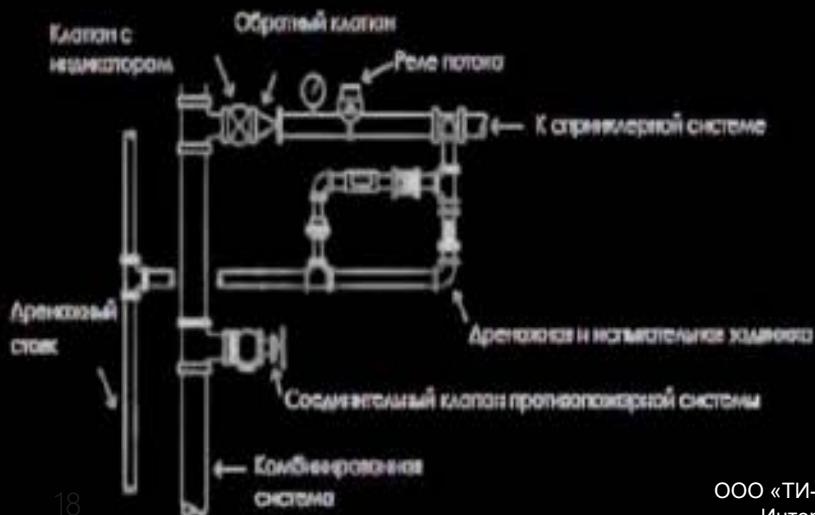 Обратный клапан
Клапан с
индикатором
Реле потока
К спринклерной системе
Дренажный
стояк
Дренажная и испытательная задвижка
Соединительный клапан противопожарной системы
Комбинированная
система
18
ООО «ТИ-
Интер